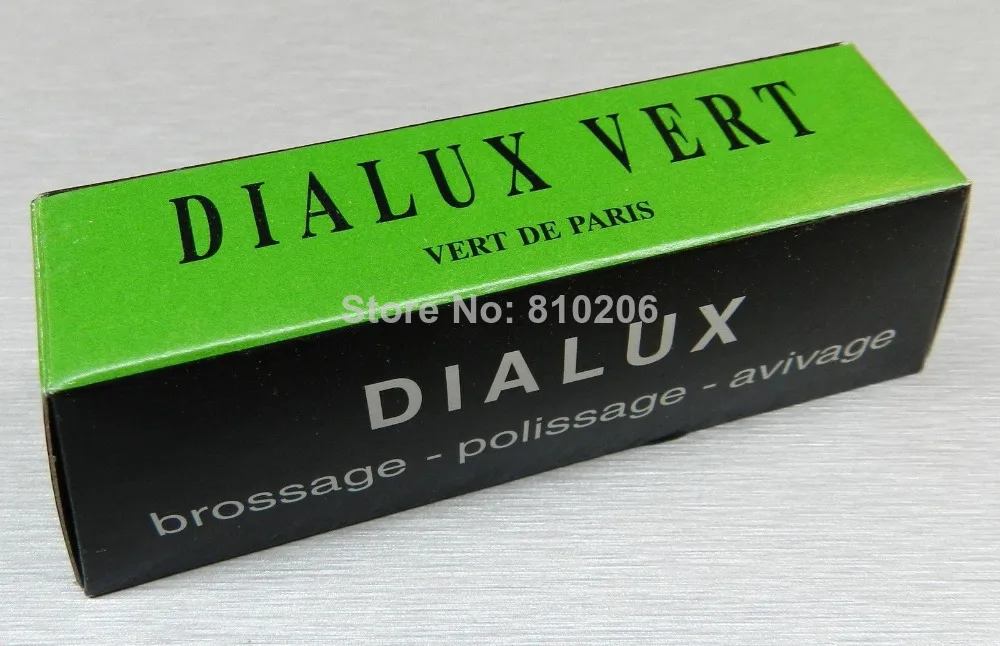 DIALUX VERT
VERT DE PARIS
Store No: 810206
DIALUX
brossage - polissage - avivage